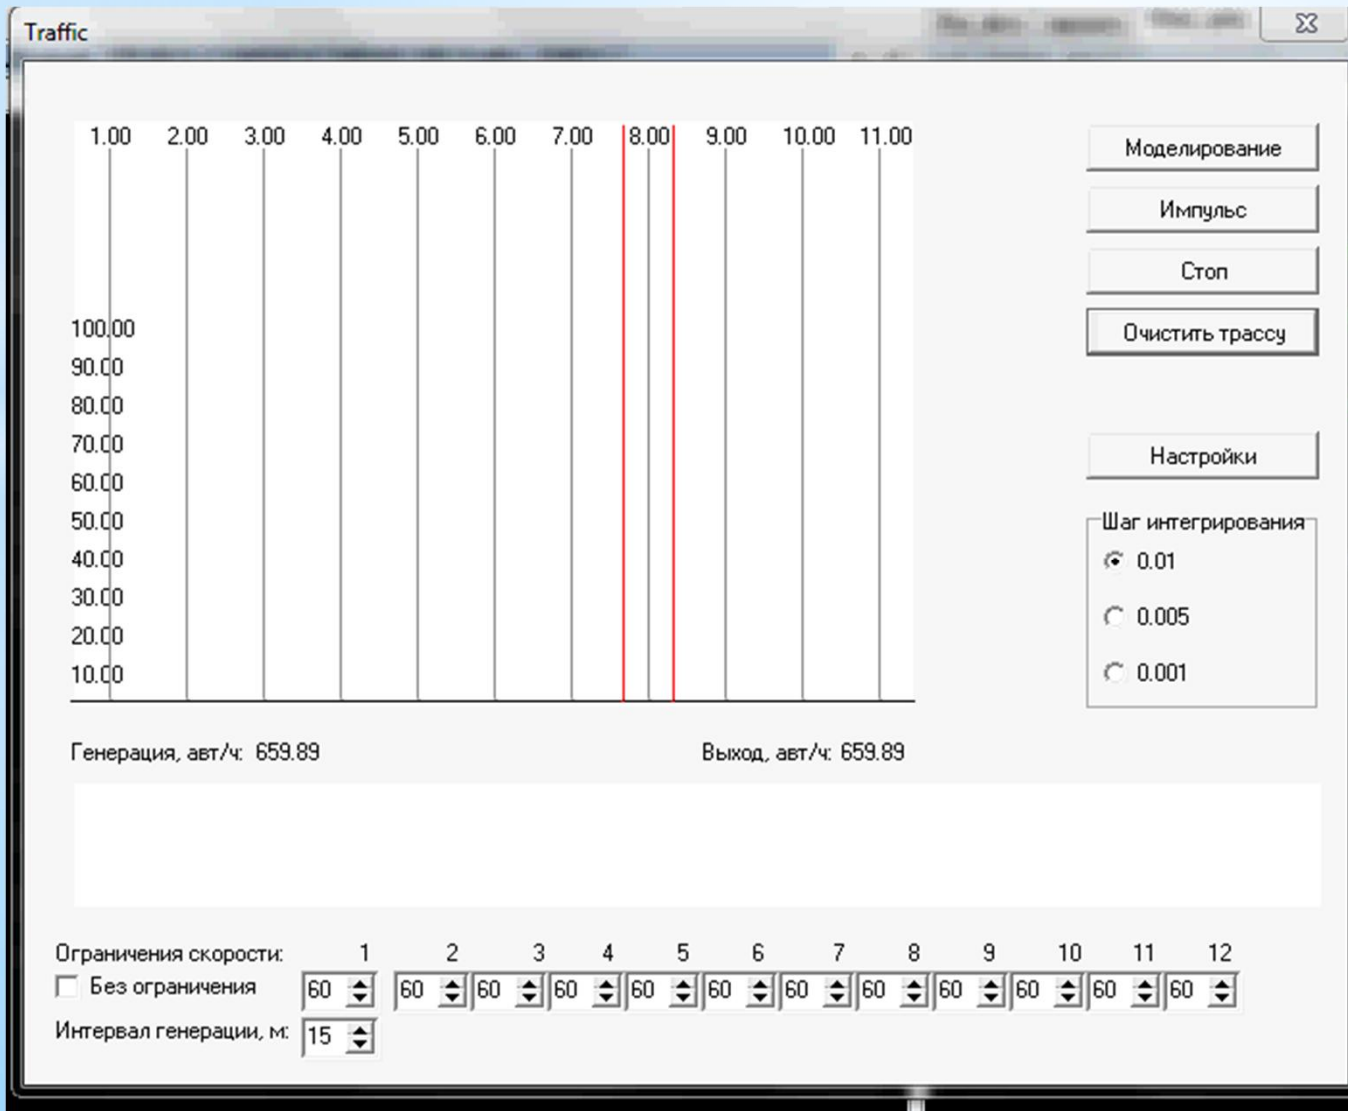 Traffic
1.00 2.00 3.00 4.00 5.00 6.00 7.00 8.00 9.00 10.00 11.00
100.00
90.00
80.00
70.00
60.00
50.00
40.00
30.00
20.00
10.00
Моделирование
Импульс
Стоп
Очистить трассу
Настройки
Шаг интегрирования
0.01
0.005
0.001
Генерация, авт/ч: 659.89 Выход, авт/ч: 659.89
Ограничения скорости: 1 2 3 4 5 6 7 8 9 10 11 12
Без ограничения 60 60 60 60 60 60 60 60 60 60 60 60
Интервал генерации, м: 15